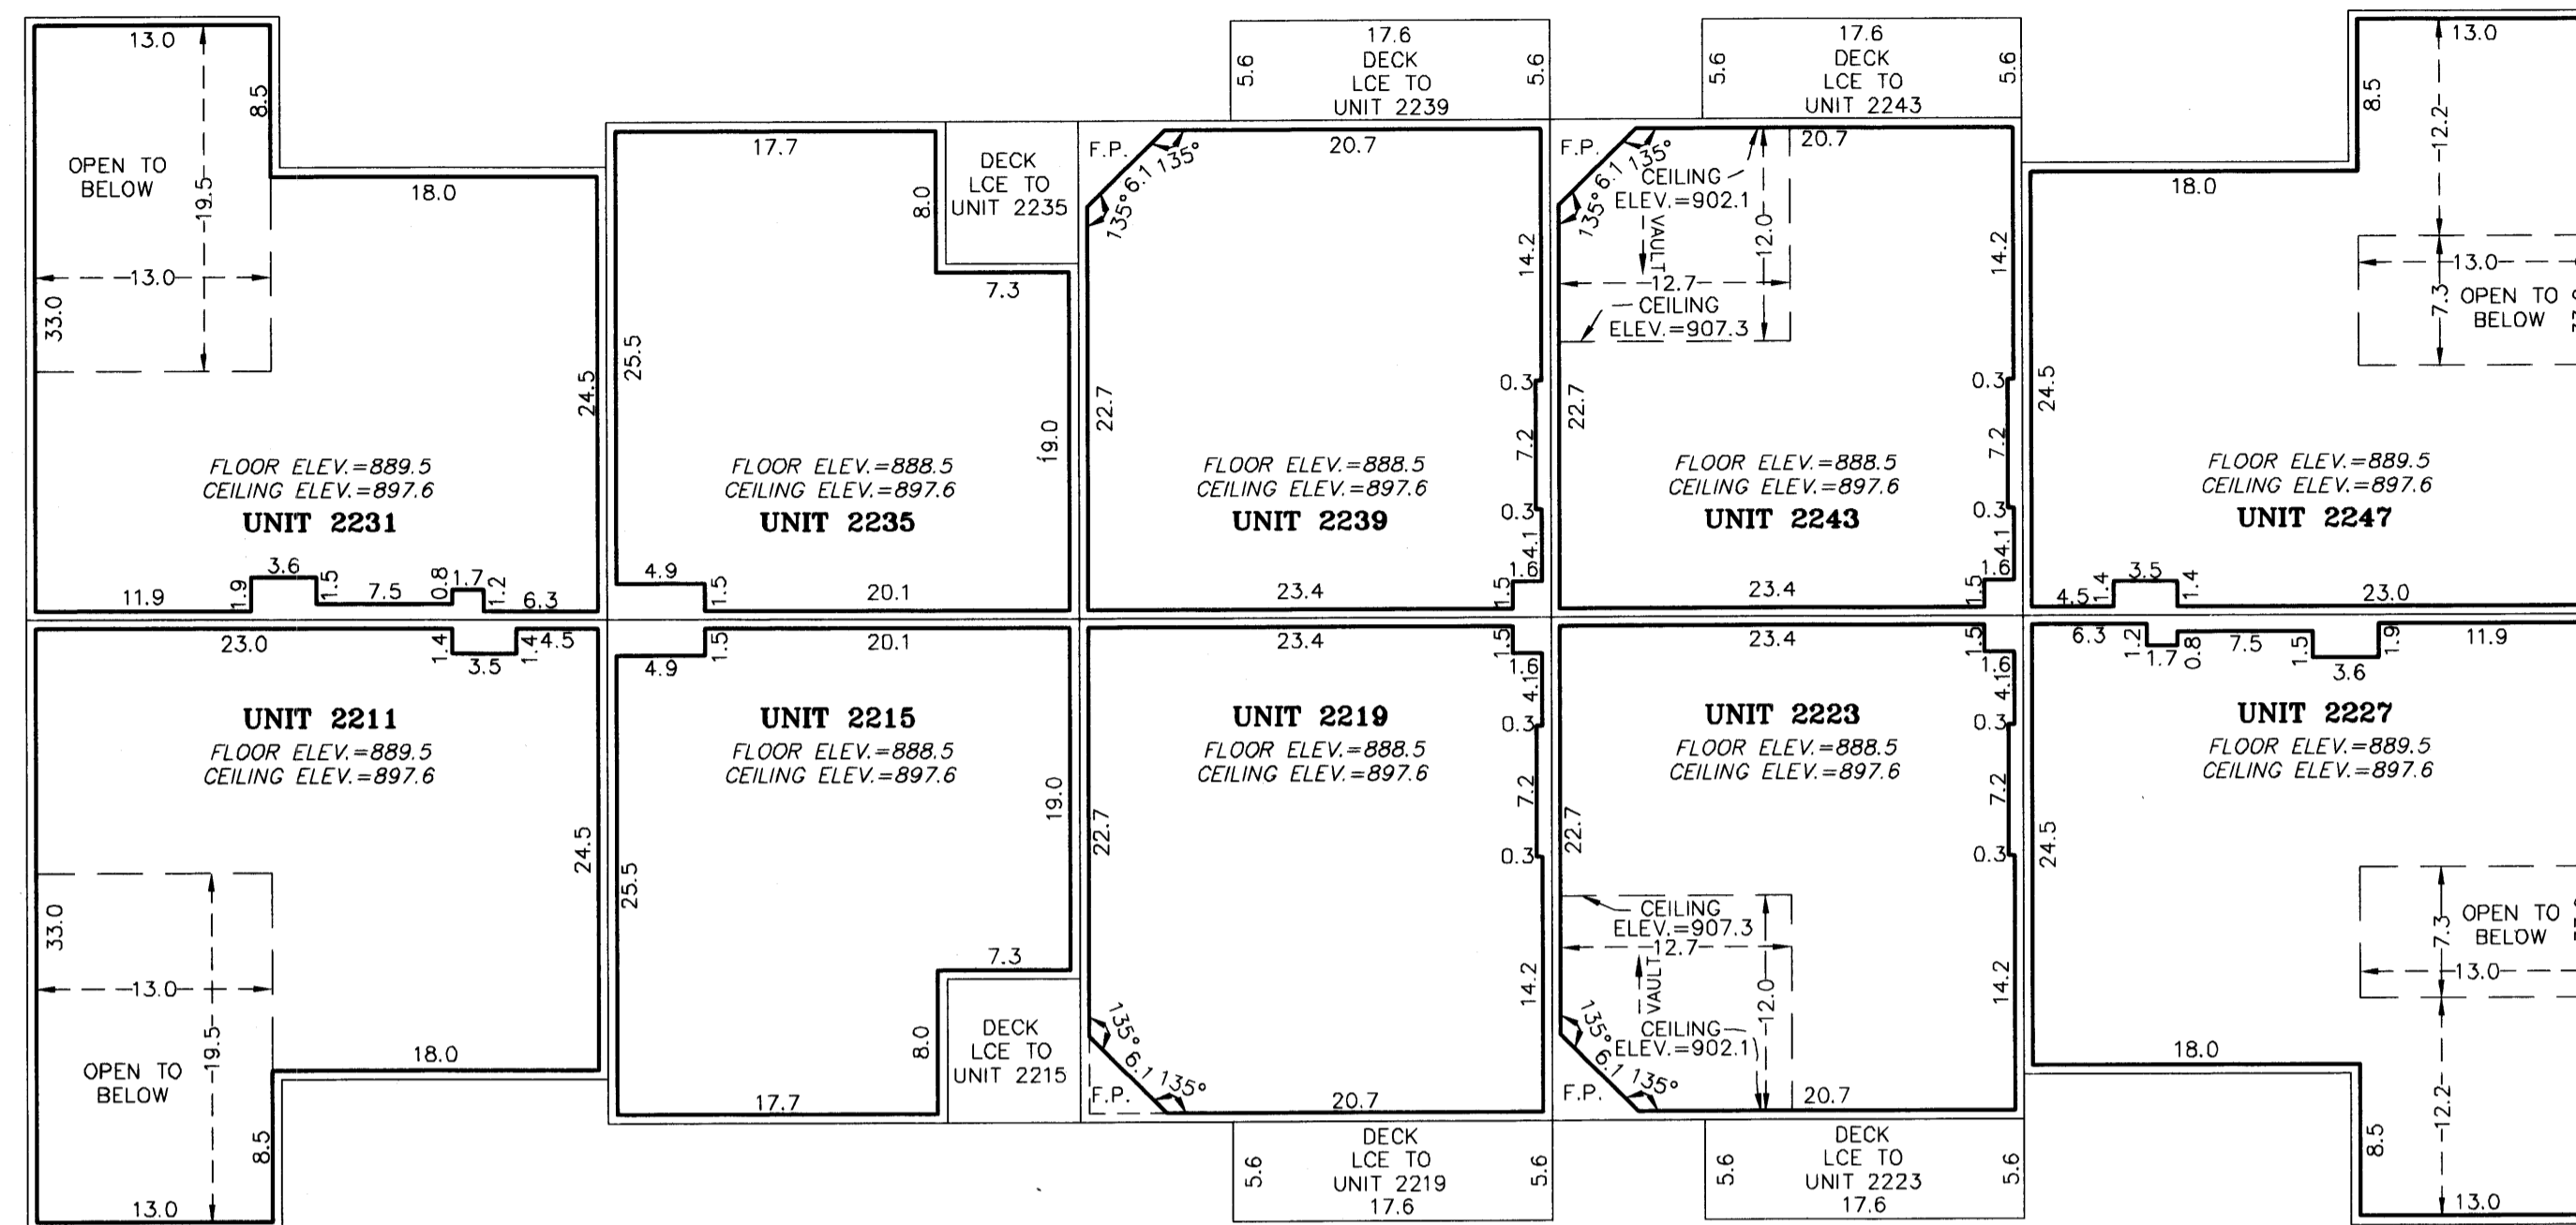 13.0
8.5
OPEN TO
BELOW
19.5
18.0
13.0
33.0
24.5
FLOOR ELEV.=889.5
CEILING ELEV.=897.6
UNIT 2231
11.9
1.9
3.6
1.5
7.5
0.8
1.7
1.2
6.3
17.7
8.0
DECK
LCE TO
UNIT 2235
7.3
25.5
19.0
FLOOR ELEV.=888.5
CEILING ELEV.=897.6
UNIT 2235
4.9
1.5
20.1
17.6
5.6
DECK
LCE TO
UNIT 2239
5.6
F.P.
135°
6.1
135°
20.7
14.2
22.7
0.3
7.2
FLOOR ELEV.=888.5
CEILING ELEV.=897.6
UNIT 2239
0.3
4.1
1.6
1.5
23.4
17.6
5.6
DECK
LCE TO
UNIT 2243
5.6
F.P.
135°
6.1
135°
20.7
CEILING
ELEV.=902.1
VAULT
12.0
12.7
CEILING
ELEV.=907.3
14.2
22.7
0.3
7.2
FLOOR ELEV.=888.5
CEILING ELEV.=897.6
UNIT 2243
0.3
4.1
1.6
1.5
23.4
13.0
8.5
12.2
18.0
13.0
7.3
OPEN TO
BELOW
24.5
FLOOR ELEV.=889.5
CEILING ELEV.=897.6
UNIT 2247
4.5
1.4
3.5
1.4
23.0
23.0
1.4
3.5
1.4
4.5
UNIT 2211
FLOOR ELEV.=889.5
CEILING ELEV.=897.6
24.5
33.0
13.0
19.5
18.0
OPEN TO
BELOW
8.5
13.0
4.9
1.5
20.1
UNIT 2215
FLOOR ELEV.=888.5
CEILING ELEV.=897.6
19.0
25.5
7.3
8.0
DECK
LCE TO
UNIT 2215
17.7
23.4
1.5
1.6
4.1
UNIT 2219
0.3
FLOOR ELEV.=888.5
CEILING ELEV.=897.6
7.2
22.7
0.3
14.2
135°
6.1
135°
F.P.
20.7
5.6
DECK
LCE TO
UNIT 2219
17.6
5.6
23.4
1.5
1.6
4.1
UNIT 2223
0.3
FLOOR ELEV.=888.5
CEILING ELEV.=897.6
7.2
22.7
0.3
CEILING
ELEV.=907.3
12.7
VAULT
12.0
14.2
CEILING
ELEV.=902.1
135°
6.1
135°
F.P.
20.7
5.6
DECK
LCE TO
UNIT 2223
17.6
5.6
6.3
1.2
1.7
0.8
7.5
1.5
3.6
1.9
11.9
UNIT 2227
FLOOR ELEV.=889.5
CEILING ELEV.=897.6
24.5
7.3
OPEN TO
BELOW
13.0
18.0
12.2
8.5
13.0